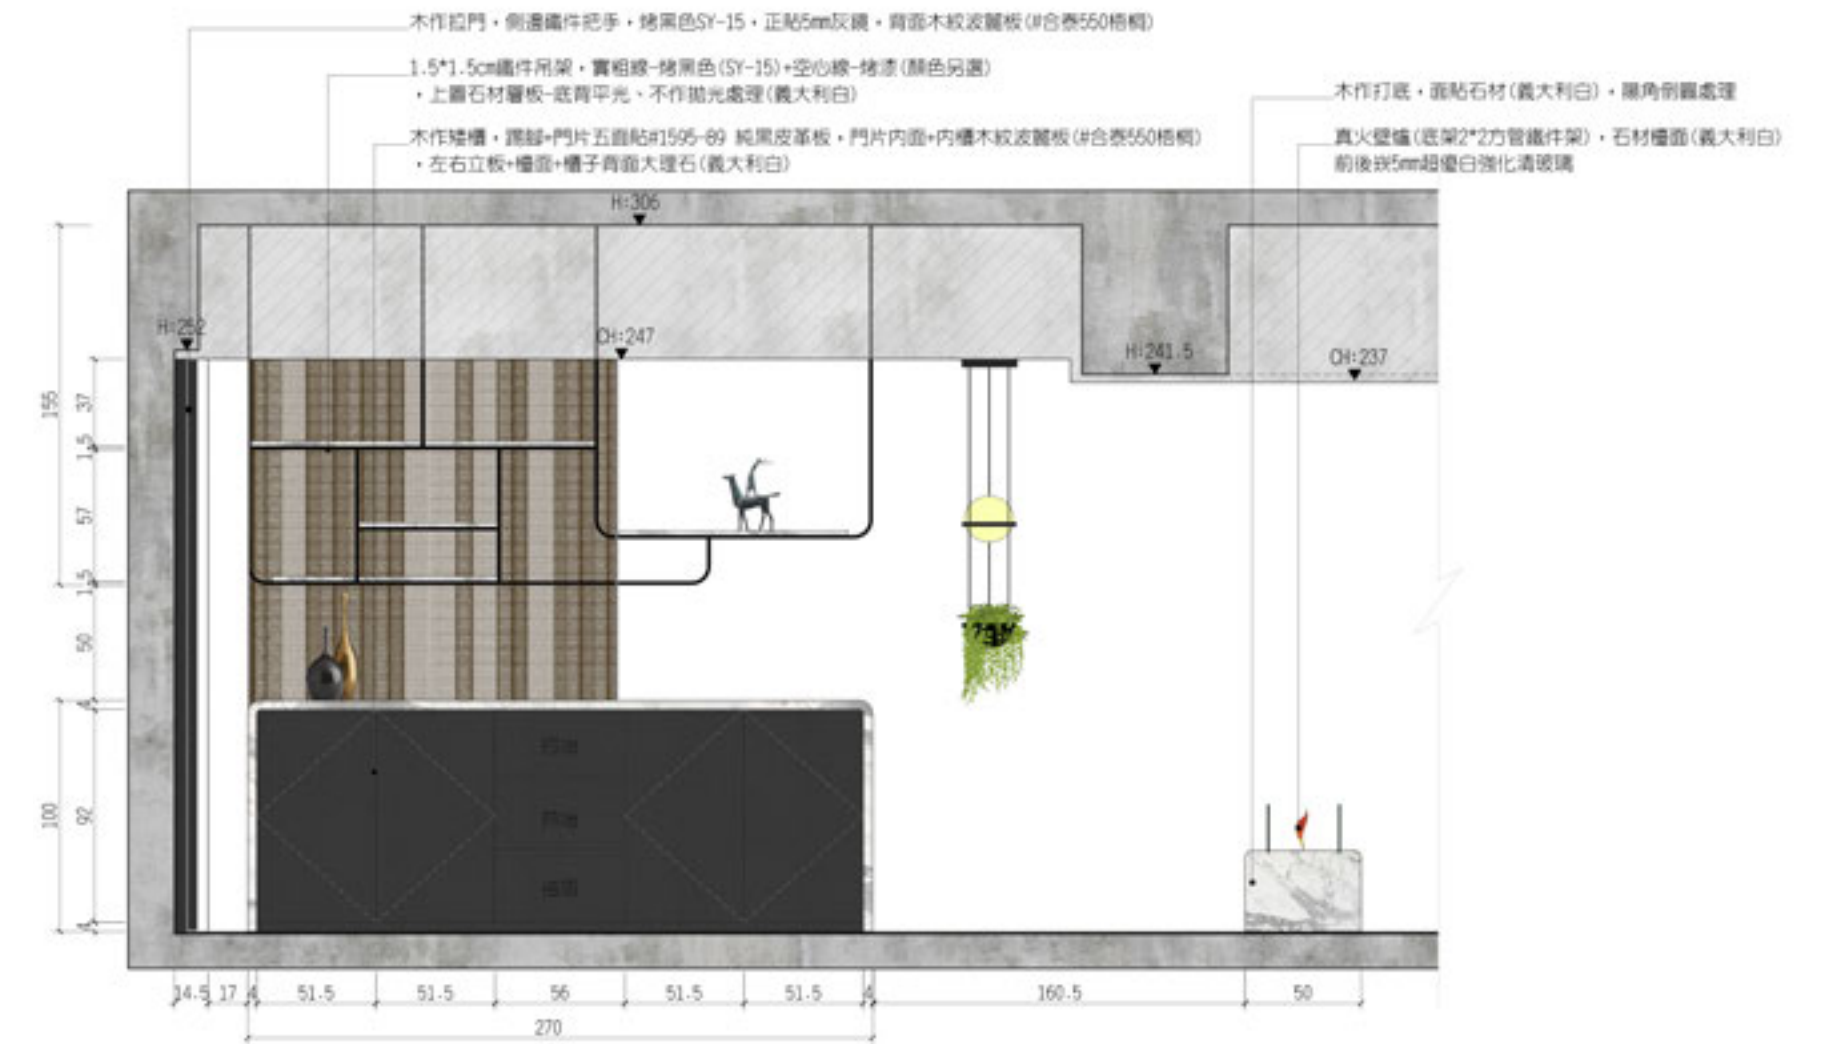 木作拉門，側邊鐵件把手，烤黑色SY-15，正貼5mm灰鏡，背面木紋波麗板(#合泰550梧桐)
1.5*1.5cm鐵件吊架，實粗線-烤黑色(SY-15)+空心線-烤漆(顏色另選)
，上置石材層板-底背平光、不作拋光處理(義大利白)
木作矮櫃，踢腳+門片五面貼#1595-89 純黑皮革板，門片內面+內櫃木紋波麗板(#合泰550梧桐)
，左右立板+檯面+櫃子背面大理石(義大利白)
木作打底，面貼石材(義大利白)，陽角倒圓處理
真火壁爐(底架2*2方管鐵件架)，石材檯面(義大利白)
前後崁5mm超優白強化清玻璃
H:306
H:252
CH:247
H:241.5
CH:237
155
37
1.5
57
1.5
50
4
100
92
4
14.5 17 4 51.5 51.5 56 51.5 51.5 4 160.5 50
270